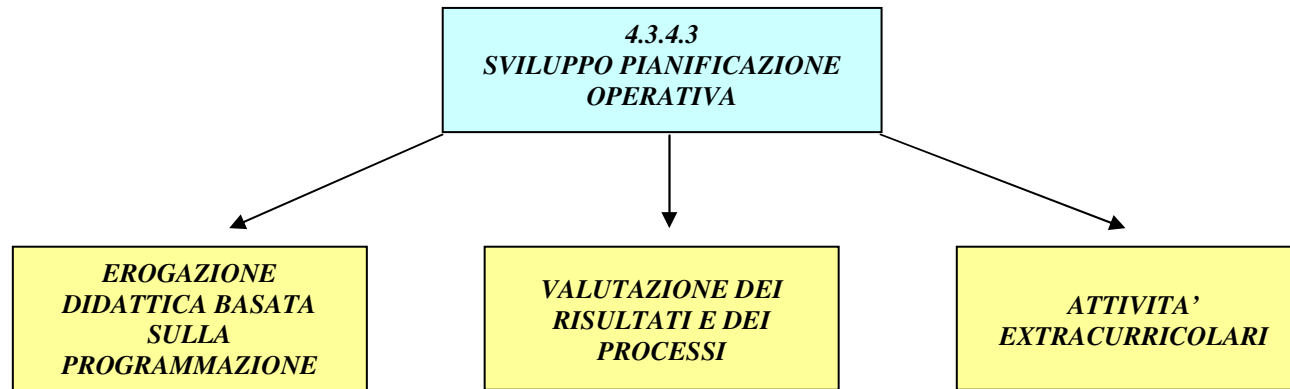 4.3.4.3
SVILUPPO PIANIFICAZIONE
OPERATIVA
EROGAZIONE
DIDATTICA BASATA
SULLA
PROGRAMMAZIONE
VALUTAZIONE DEI
RISULTATI E DEI
PROCESSI
ATTIVITA’
EXTRACURRICOLARI